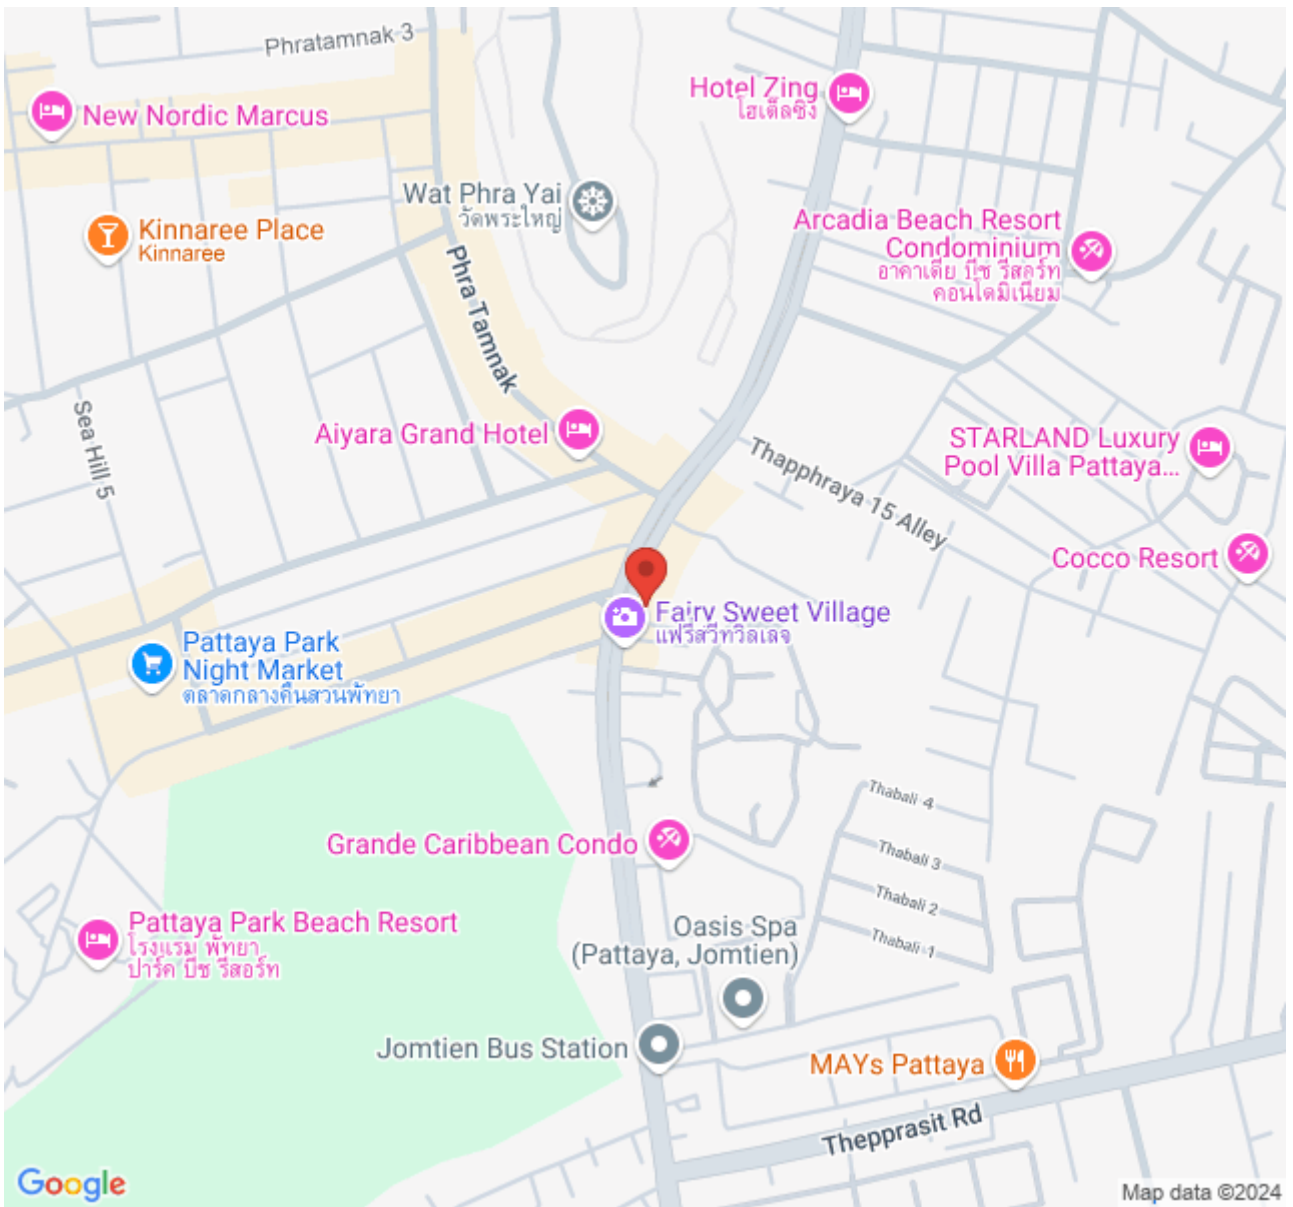 Phratamnak 3
Hotel Zing
โฮเต็ลซิง
New Nordic Marcus
Wat Phra Yai
วัดพระใหญ่
Kinnaree Place
Kinnaree
Arcadia Beach Resort
Condominium
อาคาเดีย บีช รีสอร์ท
คอนโดมิเนียม
Phra Tamnak
Sea Hill 5
Aiyara Grand Hotel
STARLAND Luxury
Pool Villa Pattaya...
Thapphraya 15 Alley
Cocco Resort
Fairy Sweet Village
แฟรีสวีทวิลเลจ
Pattaya Park
Night Market
ตลาดกลางคืนสวนพัทยา
Thabali 4
Grande Caribbean Condo
Thabali 3
Thabali 2
Thabali 1
Pattaya Park Beach Resort
โรงแรม พัทยา
ปาร์ค บีช รีสอร์ท
Oasis Spa
(Pattaya, Jomtien)
Jomtien Bus Station
MAYs Pattaya
Thepprasit Rd
Google
Map data ©2024